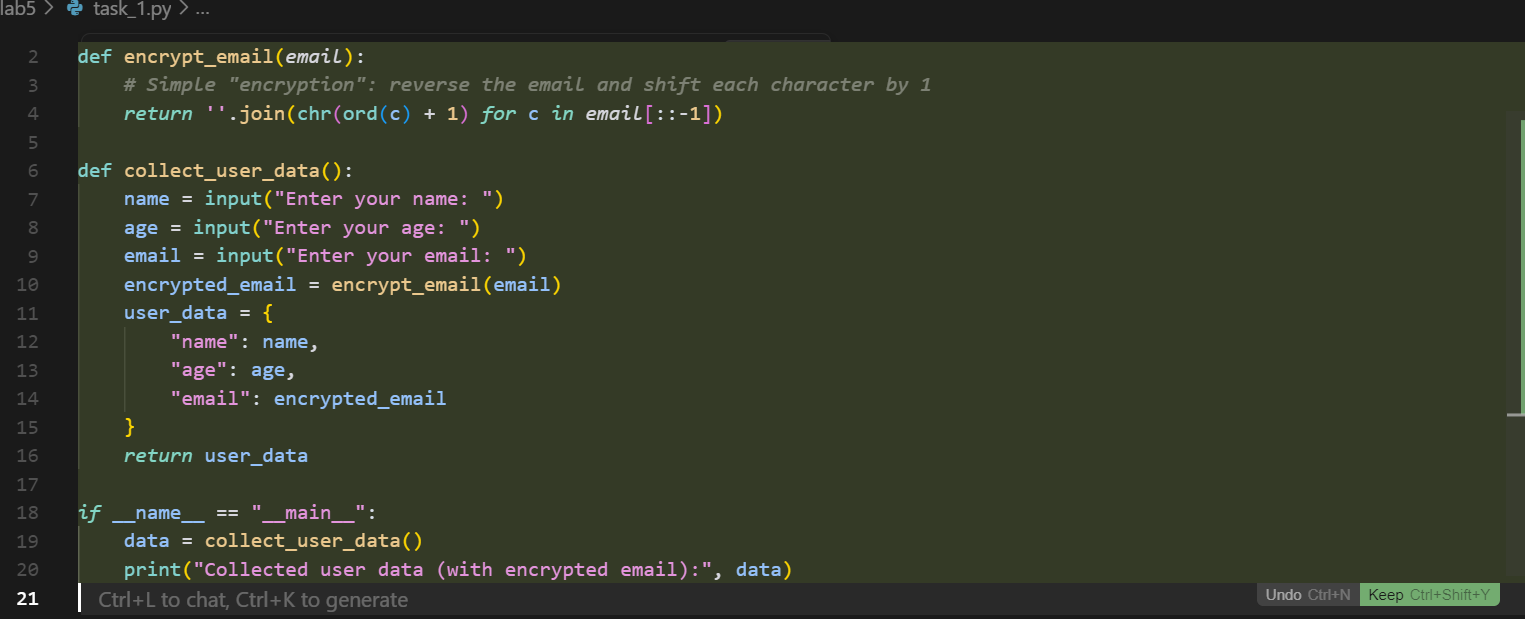 lab5 > task_1.py > ...
2 def encrypt_email(email):
3     # Simple "encryption": reverse the email and shift each character by 1
4     return ''.join(chr(ord(c) + 1) for c in email[::-1])
5
6 def collect_user_data():
7     name = input("Enter your name: ")
8     age = input("Enter your age: ")
9     email = input("Enter your email: ")
10     encrypted_email = encrypt_email(email)
11     user_data = {
12         "name": name,
13         "age": age,
14         "email": encrypted_email
15     }
16     return user_data
17
18 if __name__ == "__main__":
19     data = collect_user_data()
20     print("Collected user data (with encrypted email):", data)
21 Ctrl+L to chat, Ctrl+K to generate
Undo Ctrl+N Keep Ctrl+Shift+Y